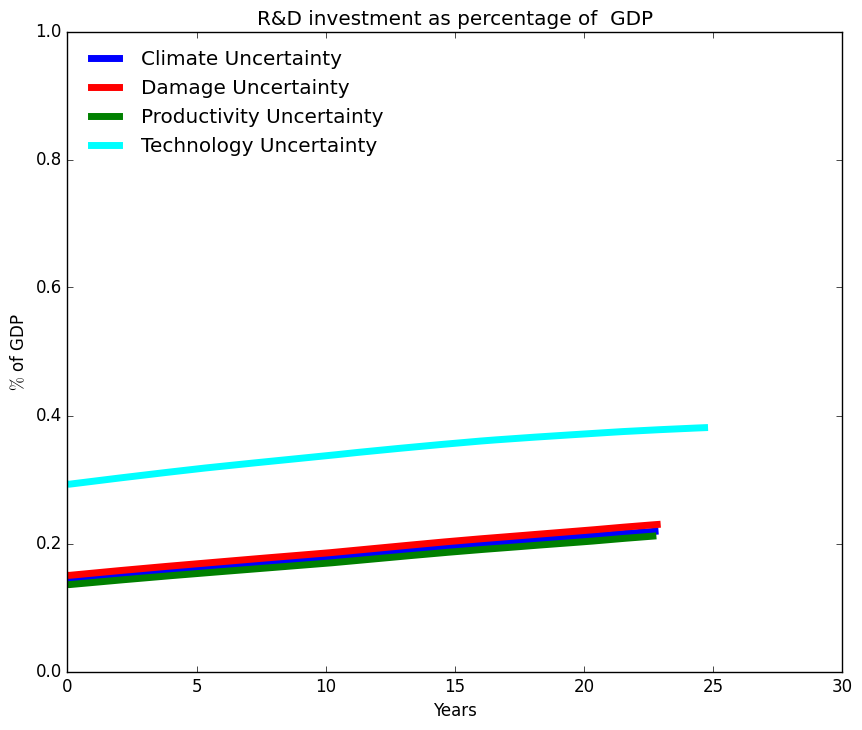 R&D investment as percentage of  GDP
1.0
Climate Uncertainty
Damage Uncertainty
Productivity Uncertainty
Technology Uncertainty
0.8
0.6
% of GDP
0.4
0.2
0.0
0 5 10 15 20 25 30
Years